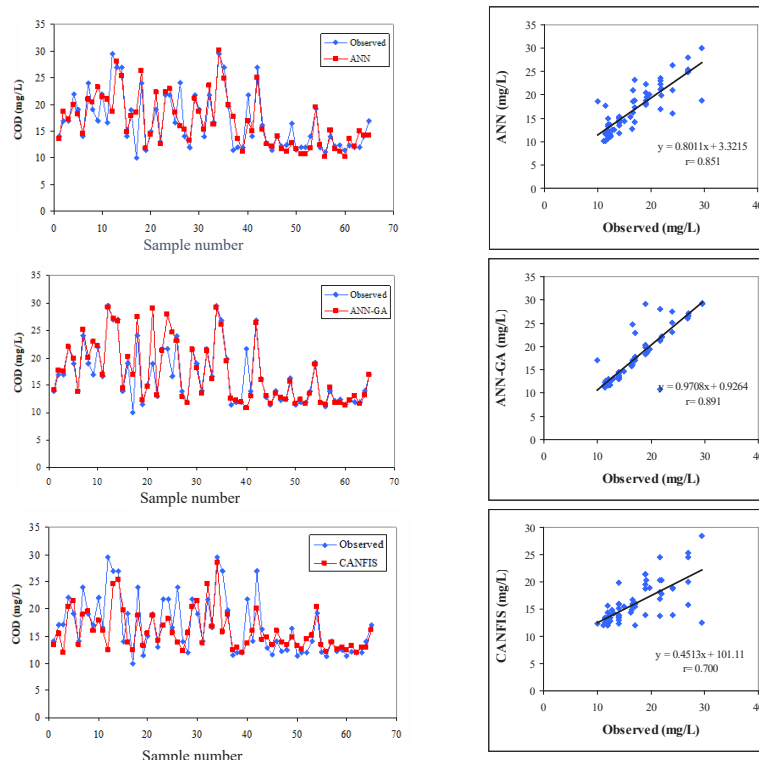 35
30
25
20
15
10
5
0
COD (mg/L)
Observed
ANN
0 10 20 30 40 50 60 70
Sample number
35
30
25
20
15
10
5
0
ANN (mg/L)
y = 0.8011x + 3.3215
r= 0.851
0 10 20 30 40
Observed (mg/L)
35
30
25
20
15
10
5
0
COD (mg/L)
Observed
ANN-GA
0 10 20 30 40 50 60 70
Sample number
35
30
25
20
15
10
5
0
ANN-GA (mg/L)
y = 0.9708x + 0.9264
r= 0.891
0 10 20 30 40
Observed (mg/L)
35
30
25
20
15
10
5
0
COD (mg/L)
Observed
CANFIS
0 10 20 30 40 50 60 70
Sample number
35
30
25
20
15
10
5
0
CANFIS (mg/L)
y = 0.4513x + 101.11
r= 0.700
0 10 20 30 40
Observed (mg/L)